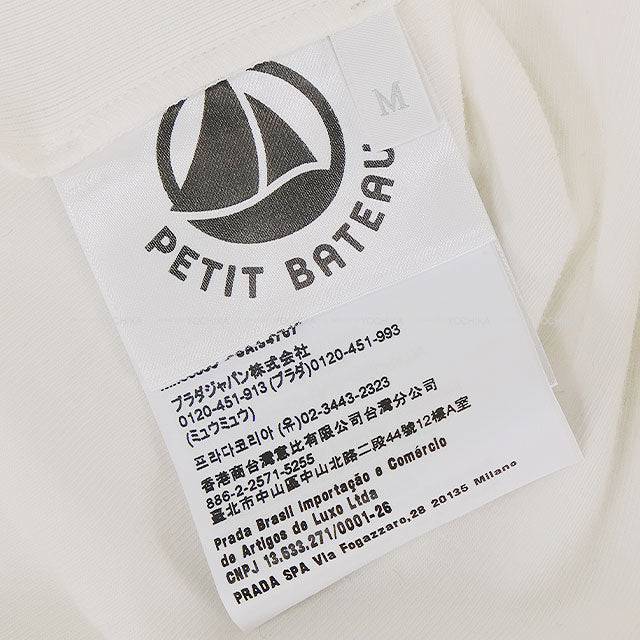 M
PETIT BATEAU
プラダジャパン株式会社
0120-451-913 (プラダ)0120-451-993
(ミュウミュウ)
프라다코리아 (유)02-3443-2323
香港商台灣憙比有限公司台灣分公司
886-2-2571-5255
臺北市中山區中山北路二段44號12樓A室
Prada Brasil Importação e Comércio
de Artigos de Luxo Ltda
CNPJ 13.633.271/0001-26
PRADA SPA Via Fogazzaro,28 20135 Milano
YOCHIKA